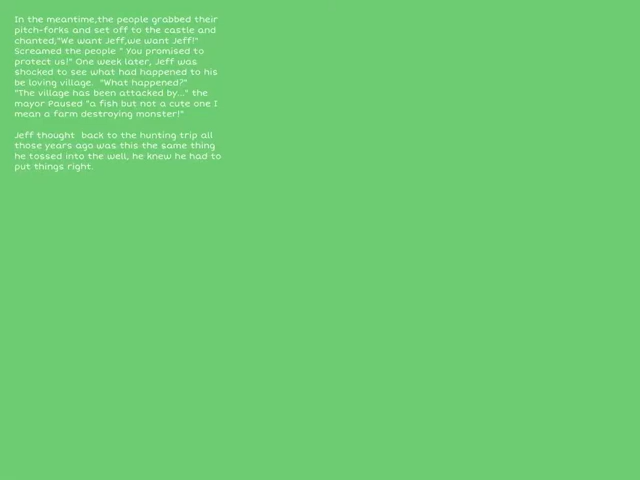 In the meantime,the people grabbed their
pitch-forks and set off to the castle and
chanted,"We want Jeff,we want Jeff!"
Screamed the people " You promised to
protect us!" One week later, Jeff was
shocked to see what had happened to his
be loving village.  "What happened?"
"The village has been attacked by..." the
mayor Paused "a fish but not a cute one I
mean a farm destroying monster!"

Jeff thought  back to the hunting trip all
those years ago was this the same thing
he tossed into the well, he knew he had to
put things right.